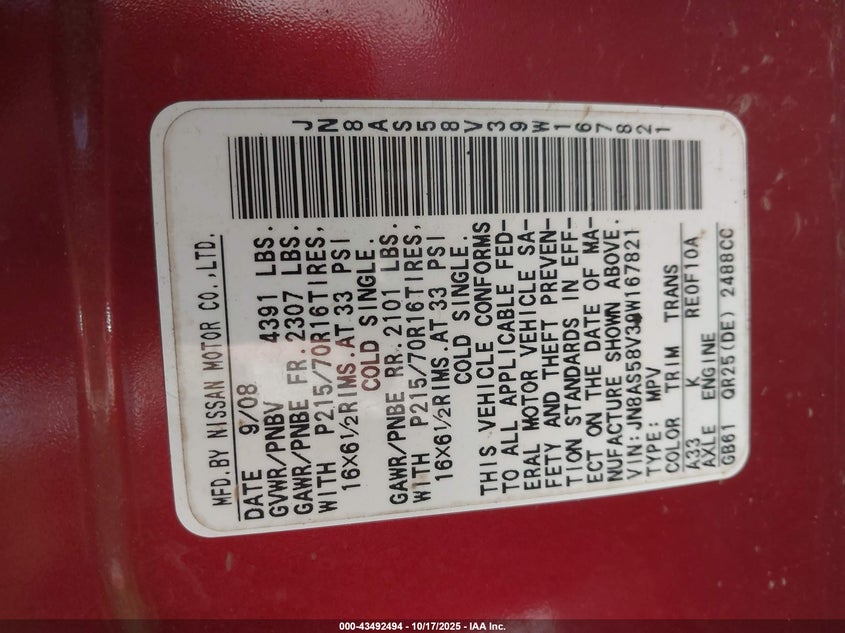 MFD.BY NISSAN MOTOR CO.,LTD.
DATE 9/08
GVWR/PNBV 4391 LBS.
GAWR/PNBE FR.2307 LBS.
WITH P215/70R16TIRES,
16X6½RIMS.AT 33 PSI
COLD SINGLE.
GAWR/PNBE RR.2101 LBS.
WITH P215/70R16TIRES,
16X6½RIMS AT 33 PSI
COLD SINGLE
THIS VEHICLE CONFORMS
TO ALL APPLICABLE FED-
ERAL MOTOR VEHICLE SA-
FETY AND THEFT PREVEN-
TION STANDARDS IN EFF-
ECT ON THE DATE OF MA-
NUFACTURE SHOWN ABOVE.
VIN:JN8AS58V39W167821
TYPE: MPV
COLOR TRIM TRANS
A33 K RE0F10A
AXLE ENGINE
GB61 QR25(DE) 2488CC
JN8AS58V39W167821
000-43492494 - 10/17/2025 - IAA Inc.